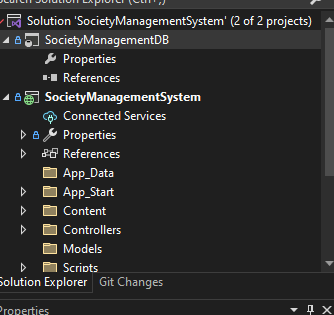 Search Solution Explorer (Ctrl+;)
Solution 'SocietyManagementSystem' (2 of 2 projects)
SocietyManagementDB
Properties
References
SocietyManagementSystem
Connected Services
Properties
References
App_Data
App_Start
Content
Controllers
Models
Scripts
Solution Explorer Git Changes
Properties